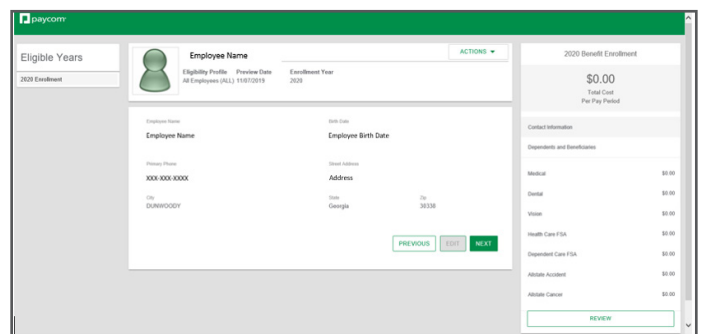 paycom
Eligible Years
2020 Enrollment
Employee Name
ACTIONS
Eligibility Profile Preview Date Enrollment Year
All Employees (ALL) 11/07/2019 2020
Employee Name Birth Date
Employee Name Employee Birth Date
Primary Phone Street Address
XXX-XXX-XXXX Address
City State Zip
DUNWOODY Georgia 30338
PREVIOUS EDIT NEXT
2020 Benefit Enrollment
$0.00
Total Cost
Per Pay Period
Contact Information
Dependents and Beneficiaries
Medical $0.00
Dental $0.00
Vision $0.00
Health Care FSA $0.00
Dependent Care FSA $0.00
Allstate Accident $0.00
Allstate Cancer $0.00
REVIEW